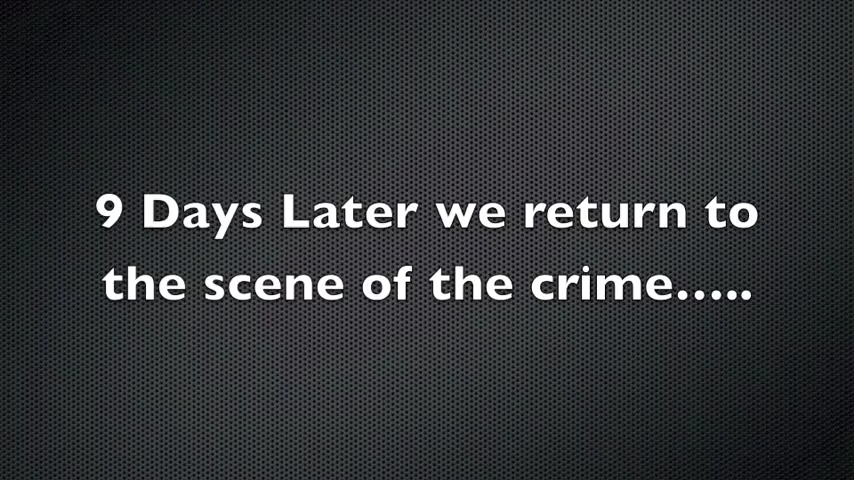 9 Days Later we return to
the scene of the crime.....